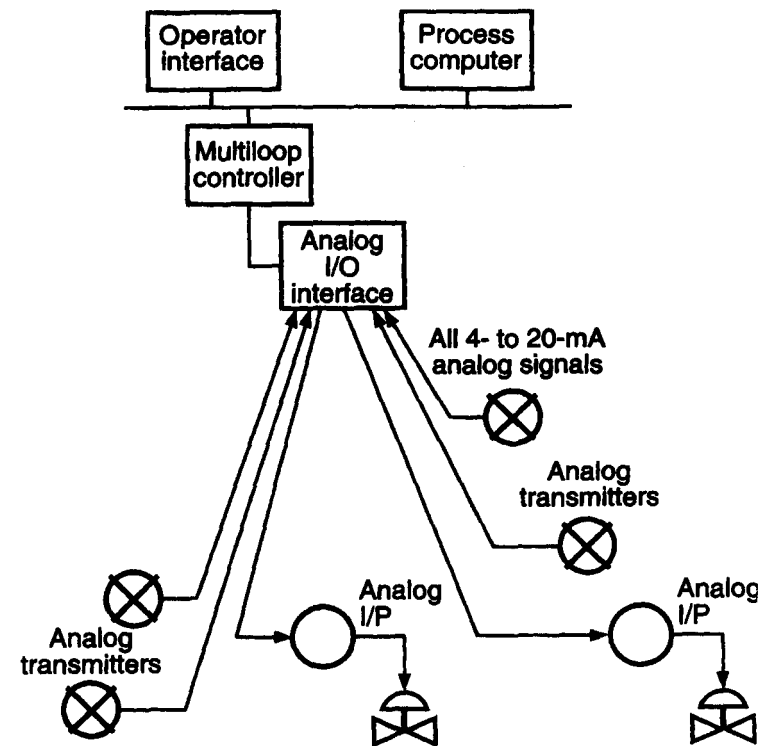 Operator
interface
Process
computer
Multiloop
controller
Analog
I/O
interface
All 4- to 20-mA
analog signals
Analog
transmitters
Analog
I/P
Analog
I/P
Analog
transmitters